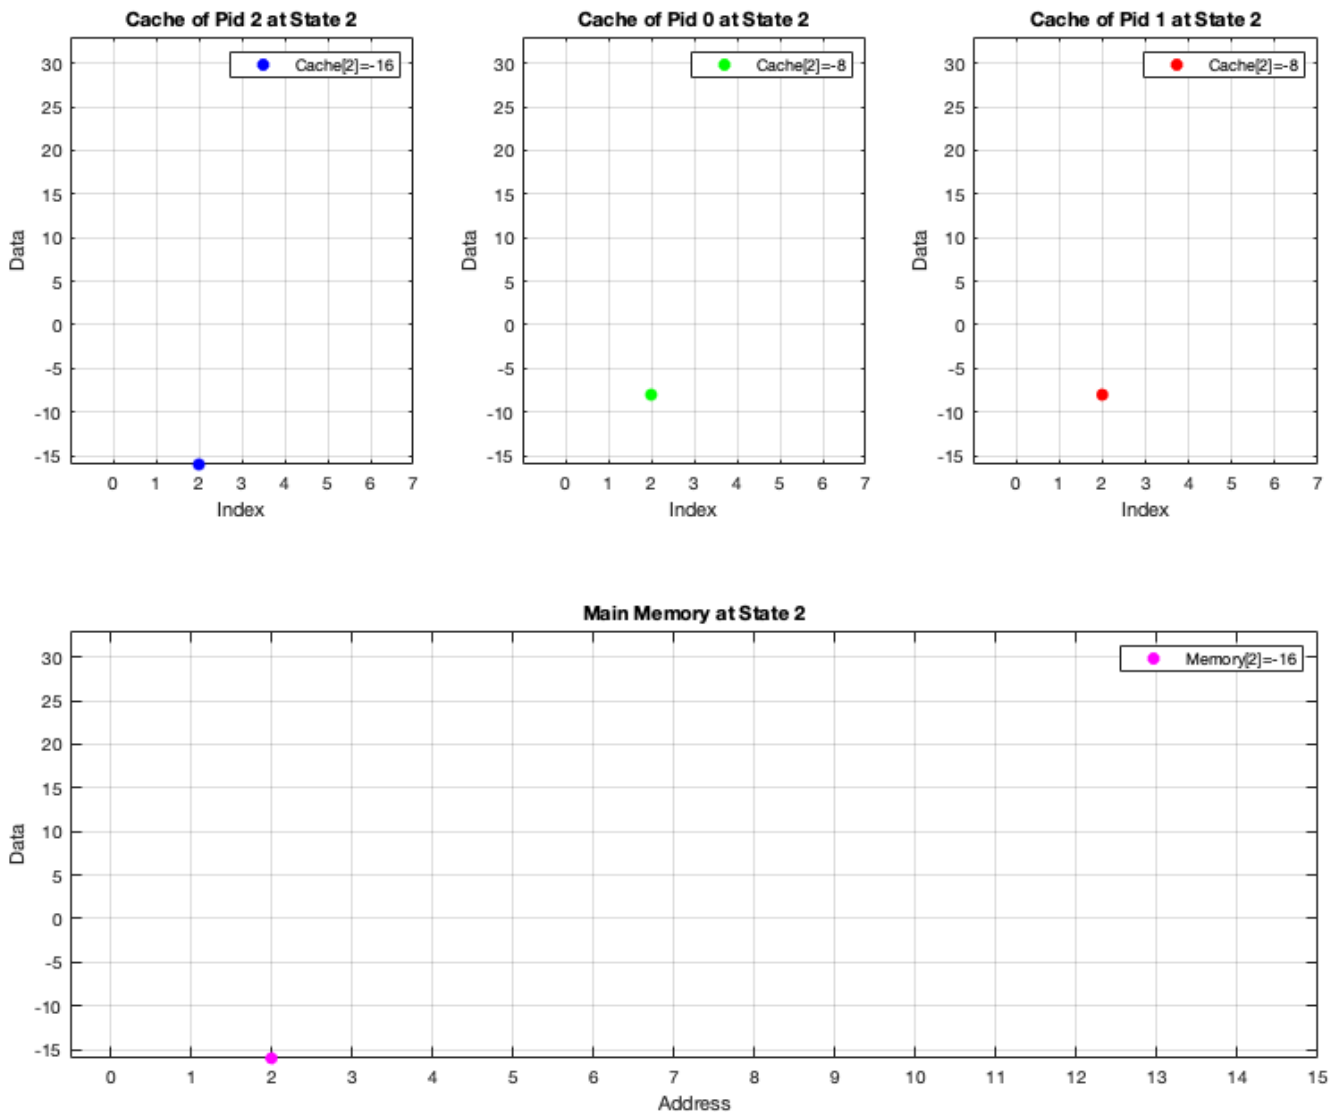 Cache of Pid 2 at State 2
Cache[2]=-16
30
25
20
15
10
5
0
-5
-10
-15
Data
0 1 2 3 4 5 6 7
Index
Cache of Pid 0 at State 2
Cache[2]=-8
30
25
20
15
10
5
0
-5
-10
-15
Data
0 1 2 3 4 5 6 7
Index
Cache of Pid 1 at State 2
Cache[2]=-8
30
25
20
15
10
5
0
-5
-10
-15
Data
0 1 2 3 4 5 6 7
Index
Main Memory at State 2
Memory[2]=-16
30
25
20
15
10
5
0
-5
-10
-15
Data
0 1 2 3 4 5 6 7 8 9 10 11 12 13 14 15
Address